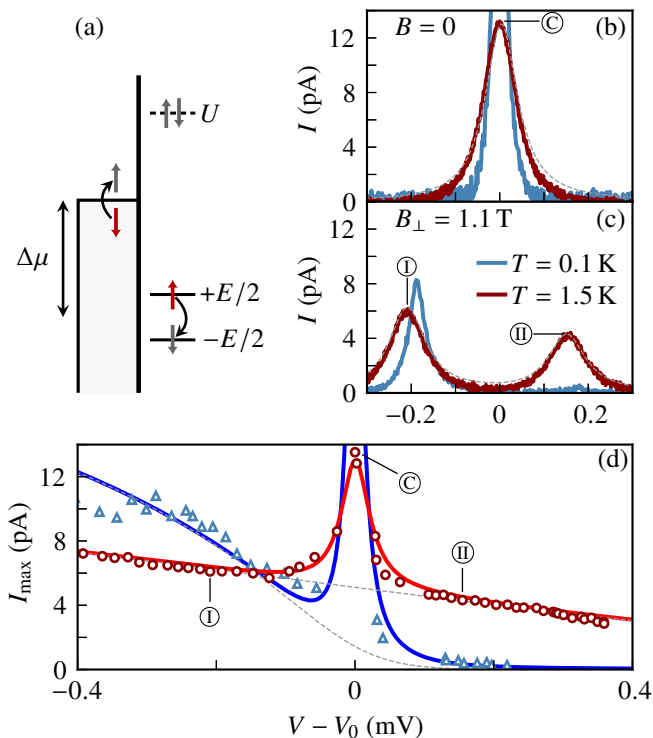 (a)
U
Δμ
+E/2
−E/2
I (pA)
12
8
4
0
B = 0
Ⓒ
(b)
I (pA)
12
8
4
0
B⊥ = 1.1 T
(c)
Ⓘ
T = 0.1 K
T = 1.5 K
Ⅱ
−0.2
0
0.2
I_max (pA)
12
8
4
0
(d)
Ⓒ
Ⅱ
Ⓘ
−0.4
0
0.4
V − V₀ (mV)